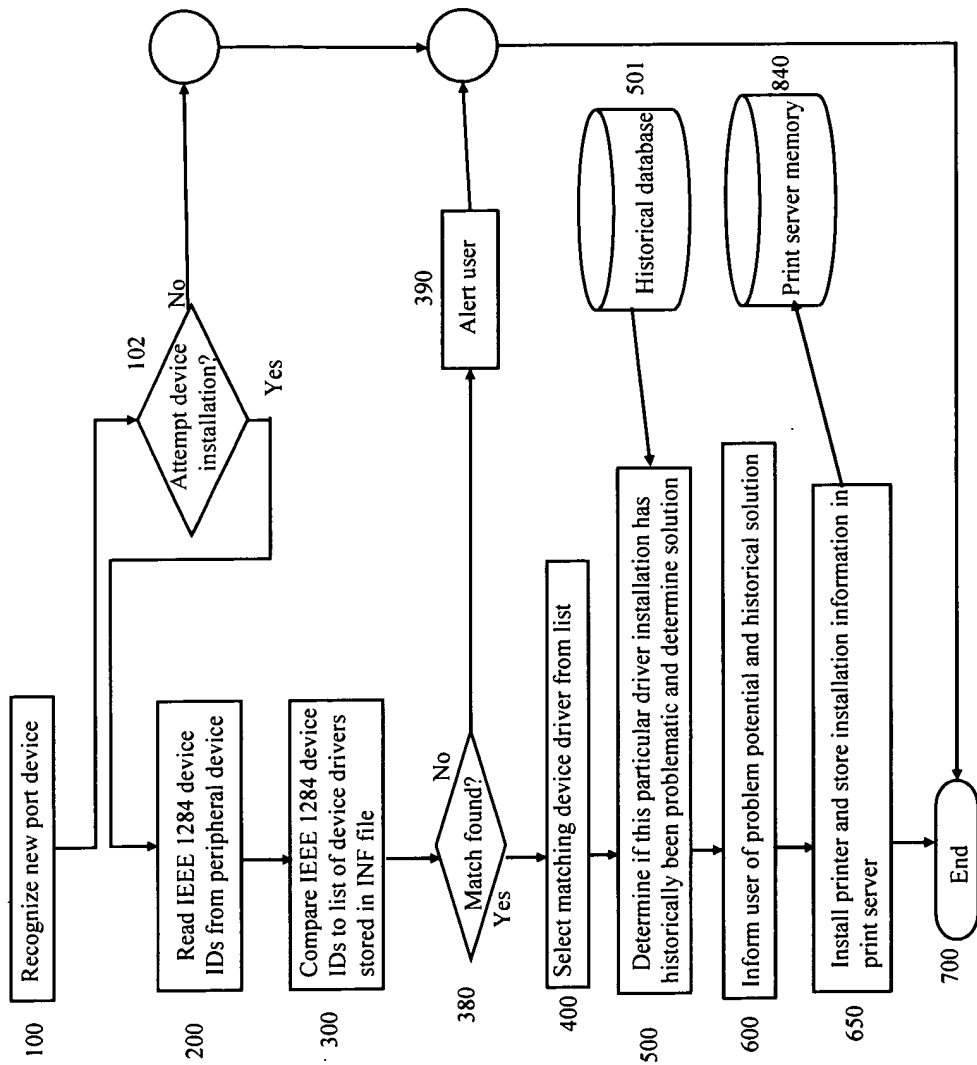 100
Recognize new port device
102
Attempt device
installation?
No
Yes
200
Read IEEE 1284 device
IDs from peripheral device
300
Compare IEEE 1284 device
IDs to list of device drivers
stored in INF file
380
Match found?
No
Yes
390
Alert user
400
Select matching device driver from list
500
Determine if this particular driver installation has
historically been problematic and determine solution
501
Historical database
600
Inform user of problem potential and historical solution
650
Install printer and store installation information in
print server
840
Print server memory
700
End